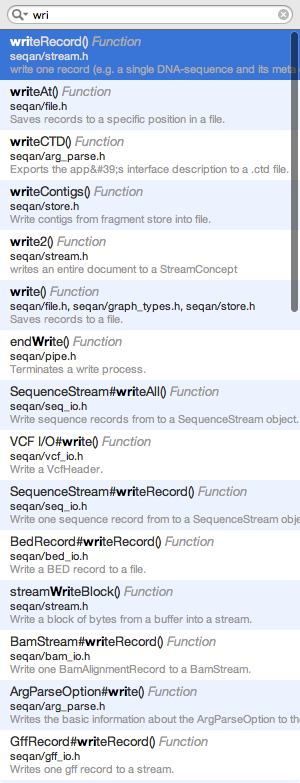 wri
writeRecord() Function
seqan/stream.h
write one record (e.g. a single DNA-sequence and its meta
writeAt() Function
seqan/file.h
Saves records to a specific position in a file.
writeCTD() Function
seqan/arg_parse.h
Exports the app&#39;s interface description to a .ctd file.
writeContigs() Function
seqan/store.h
Write contigs from fragment store into file.
write2() Function
seqan/stream.h
writes an entire document to a StreamConcept
write() Function
seqan/file.h, seqan/graph_types.h, seqan/store.h
Saves records to a file.
endWrite() Function
seqan/pipe.h
Terminates a write process.
SequenceStream#writeAll() Function
seqan/seq_io.h
Write sequence records from to a SequenceStream object.
VCF I/O#write() Function
seqan/vcf_io.h
Write a VcfHeader.
SequenceStream#writeRecord() Function
seqan/seq_io.h
Write one sequence record from to a SequenceStream obje
BedRecord#writeRecord() Function
seqan/bed_io.h
Write a BED record to a file.
streamWriteBlock() Function
seqan/stream.h
Write a block of bytes from a buffer into a stream.
BamStream#writeRecord() Function
seqan/bam_io.h
Write one BamAlignmentRecord to a BamStream.
ArgParseOption#write() Function
seqan/arg_parse.h
Writes the basic information about the ArgParseOption to the
GffRecord#writeRecord() Function
seqan/gff_io.h
Writes one gff record to a stream.